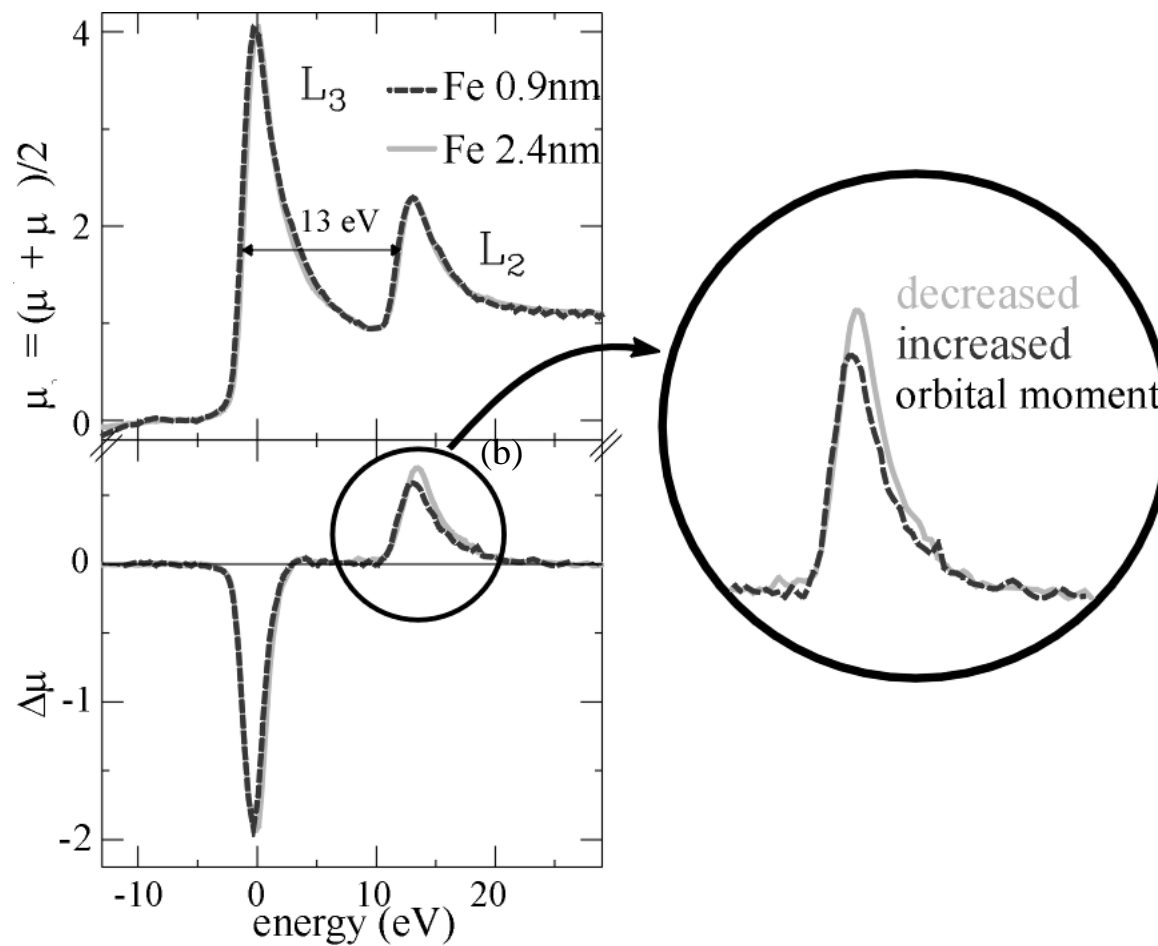 4
2
0
μ = (μ + μ )/2
L3
Fe 0.9nm
Fe 2.4nm
13 eV
L2
(b)
0
-1
-2
Δμ
-10
0
10
20
energy (eV)
decreased
increased
orbital moment